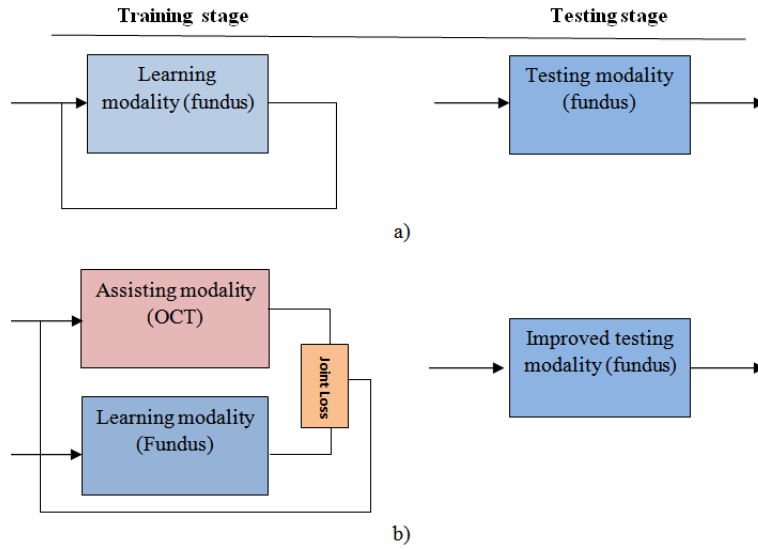 Training stage
Testing stage
Learning
modality (fundus)
Testing modality
(fundus)
a)
Assisting modality
(OCT)
Joint Loss
Learning modality
(Fundus)
Improved testing
modality (fundus)
b)